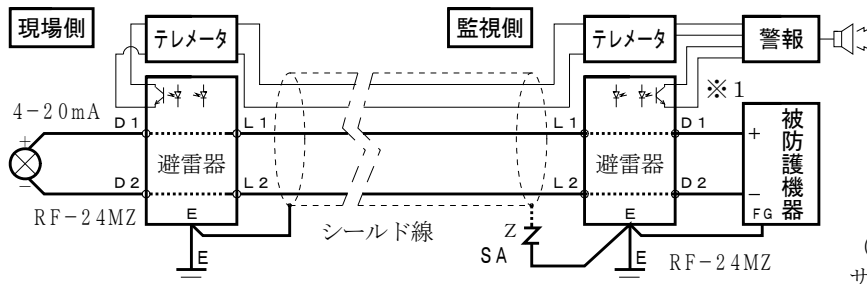 現場側
テレメータ
監視側
テレメータ
警報
※1
4-20mA
D1
L1
L1
D1
+
+
避雷器
避雷器
被防護機器
-
D2
L2
L2
D2
-
RF-24MZ
E
シールド線
Z
E
FG
E
SA
E
RF-24MZ
(
サ